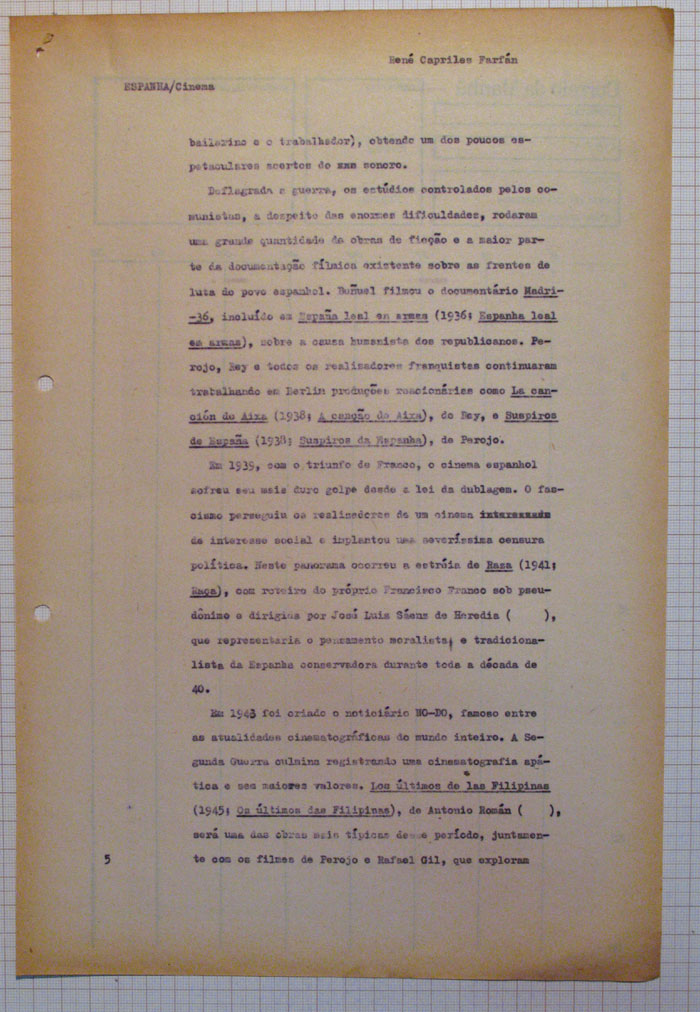 René Capriles Farfán
ESPANHA/Cinema
bailarino e o trabalhador), obtendo um dos poucos es-
petaculares acertos do xxx sonoro.
Deflagrada a guerra, os estúdios controlados pelos co-
munistas, a despeito das enormes dificuldades, rodaram
uma grande quantidade de obras de ficção e a maior par-
te da documentação fílmica existente sobre as frentes de
luta do povo espanhol. Buñuel filmou o documentário Madri-
-36, incluído em España leal en armas (1936; Espanha leal
em armas), sobre a causa humanista dos republicanos. Pe-
rojo, Rey e todos os realizadores franquistas continuaram
trabalhando em Berlin produções reacionárias como La can-
ción de Aixa (1938; A canção de Aixa), de Rey, e Suspiros
de España (1938; Suspiros da Espanha), de Perojo.
Em 1939, com o triunfo de Franco, o cinema espanhol
sofreu seu mais duro golpe desde a lei da dublagem. O fas-
cismo perseguiu os realizadores de um cinema
de interesse social e implantou uma severíssima censura
política. Neste panorama ocorreu a estréia de Raza (1941;
Raça), com roteiro do próprio Francisco Franco sob pseu-
dônimo e dirigida por José Luis Sáenz de Heredia (    ),
que representaria o pensamento moralista e tradiciona-
lista da Espanha conservadora durante toda a década de
40.
Em 1943 foi criado o noticiário NO-DO, famoso entre
as atualidades cinematográficas do mundo inteiro. A Se-
gunda Guerra culmina registrando uma cinematografia apá-
tica e sem maiores valores. Los últimos de las Filipinas
(1945; Os últimos das Filipinas), de Antonio Román (    ),
será uma das obras mais típicas desse período, juntamen-
te com os filmes de Perojo e Rafael Gil, que exploram
5